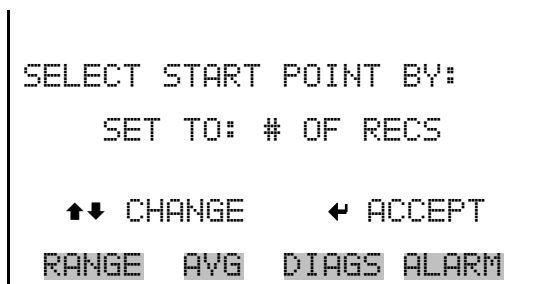 SELECT START POINT BY:
SET TO: # OF RECS
⬆⬇ CHANGE ↵ ACCEPT
RANGE AVG DIAGS ALARM